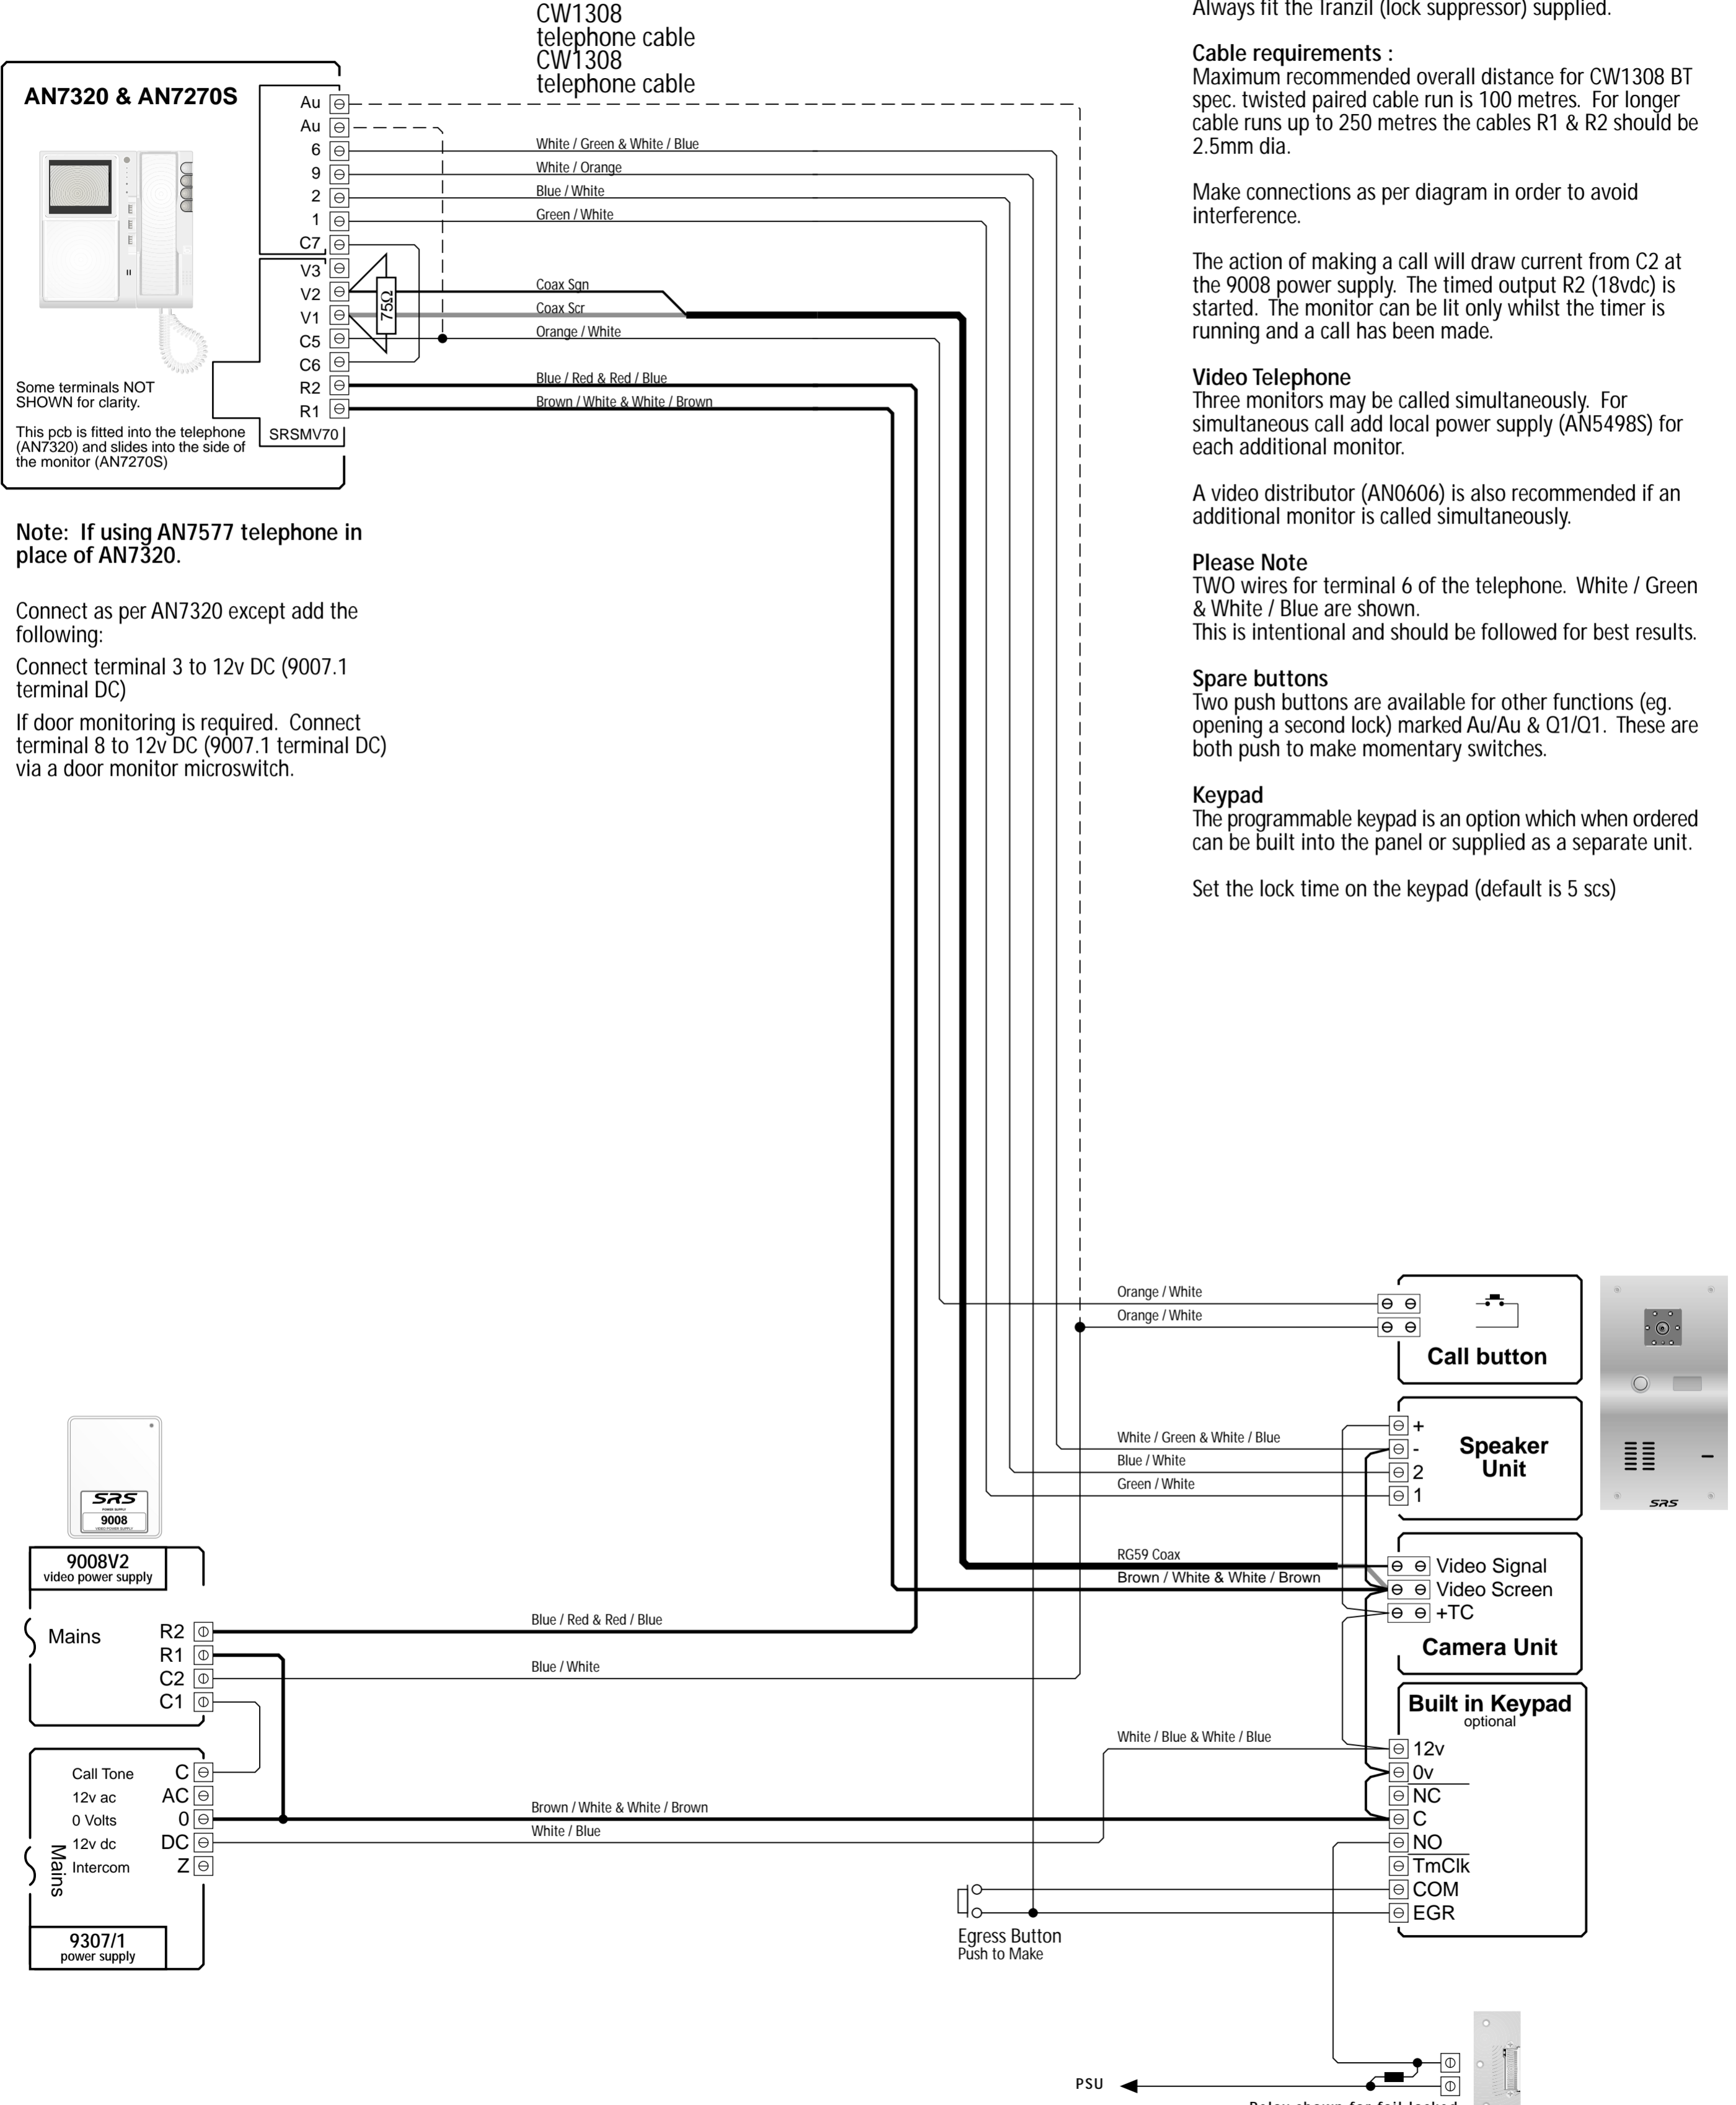 CW1308
telephone cable
CW1308
telephone cable
AN7320 & AN7270S
Au
Au
6
9
2
1
C7
V3
V2
V1
C5
C6
R2
R1
SRSMV70
75Ω
White / Green & White / Blue
White / Orange
Blue / White
Green / White
Coax Sgn
Coax Scr
Orange / White
Blue / Red & Red / Blue
Brown / White & White / Brown
Some terminals NOT
SHOWN for clarity.
This pcb is fitted into the telephone
(AN7320) and slides into the side of
the monitor (AN7270S)
Note: If using AN7577 telephone in
place of AN7320.
Connect as per AN7320 except add the
following:
Connect terminal 3 to 12v DC (9007.1
terminal DC)
If door monitoring is required. Connect
terminal 8 to 12v DC (9007.1 terminal DC)
via a door monitor microswitch.
Always fit the Tranzil (lock suppressor) supplied.
Cable requirements :
Maximum recommended overall distance for CW1308 BT
spec. twisted paired cable run is 100 metres. For longer
cable runs up to 250 metres the cables R1 & R2 should be
2.5mm dia.
Make connections as per diagram in order to avoid
interference.
The action of making a call will draw current from C2 at
the 9008 power supply. The timed output R2 (18vdc) is
started. The monitor can be lit only whilst the timer is
running and a call has been made.
Video Telephone
Three monitors may be called simultaneously. For
simultaneous call add local power supply (AN5498S) for
each additional monitor.
A video distributor (AN0606) is also recommended if an
additional monitor is called simultaneously.
Please Note
TWO wires for terminal 6 of the telephone. White / Green
& White / Blue are shown.
This is intentional and should be followed for best results.
Spare buttons
Two push buttons are available for other functions (eg.
opening a second lock) marked Au/Au & Q1/Q1. These are
both push to make momentary switches.
Keypad
The programmable keypad is an option which when ordered
can be built into the panel or supplied as a separate unit.
Set the lock time on the keypad (default is 5 scs)
Orange / White
Orange / White
Call button
White / Green & White / Blue
Blue / White
Green / White
+
-
2
1
Speaker
Unit
SRS
RG59 Coax
Brown / White & White / Brown
Video Signal
Video Screen
+TC
Camera Unit
SRS
POWER SUPPLY
9008
VIDEO POWER SUPPLY
9008V2
video power supply
Mains
R2
R1
C2
C1
Blue / Red & Red / Blue
Blue / White
Built in Keypad
optional
White / Blue & White / Blue
12v
0v
NC
C
NO
TmClk
COM
EGR
Call Tone C
12v ac AC
0 Volts 0
12v dc DC
Intercom Z
Mains
Brown / White & White / Brown
White / Blue
9307/1
power supply
Egress Button
Push to Make
PSU
Relay shown for fail locked